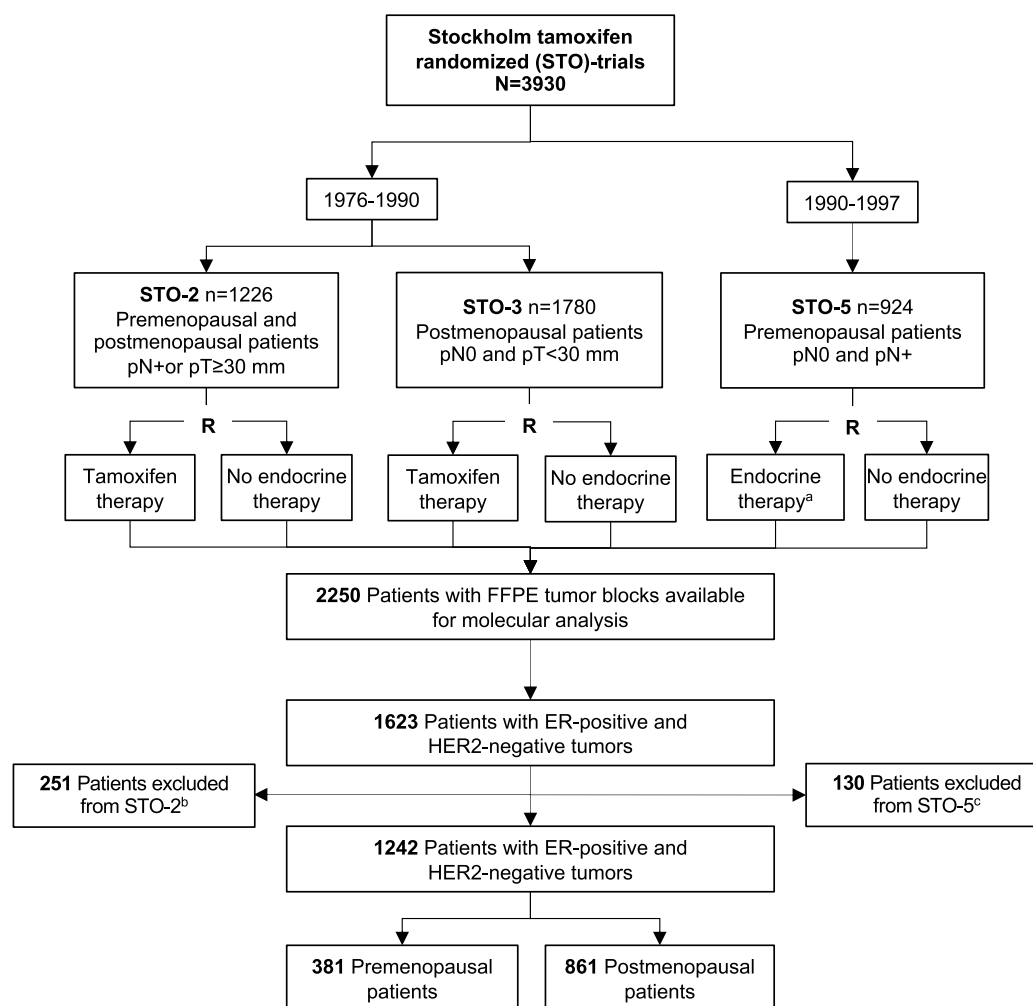 Stockholm tamoxifen
randomized (STO)-trials
N=3930
1976-1990
1990-1997
STO-2 n=1226
Premenopausal and
postmenopausal patients
pN+or pT≥30 mm
STO-3 n=1780
Postmenopausal patients
pN0 and pT<30 mm
STO-5 n=924
Premenopausal patients
pN0 and pN+
R
R
R
Tamoxifen
therapy
No endocrine
therapy
Tamoxifen
therapy
No endocrine
therapy
Endocrine
therapyᵃ
No endocrine
therapy
2250 Patients with FFPE tumor blocks available
for molecular analysis
1623 Patients with ER-positive and
HER2-negative tumors
251 Patients excluded
from STO-2ᵇ
130 Patients excluded
from STO-5ᶜ
1242 Patients with ER-positive and
HER2-negative tumors
381 Premenopausal
patients
861 Postmenopausal
patients